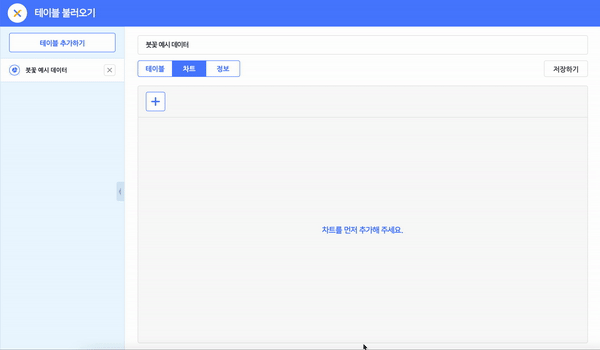 테이블 불러오기
테이블 추가하기
붓꽃 예시 데이터
붓꽃 예시 데이터
테이블 차트 정보
저장하기
차트를 먼저 추가해 주세요.